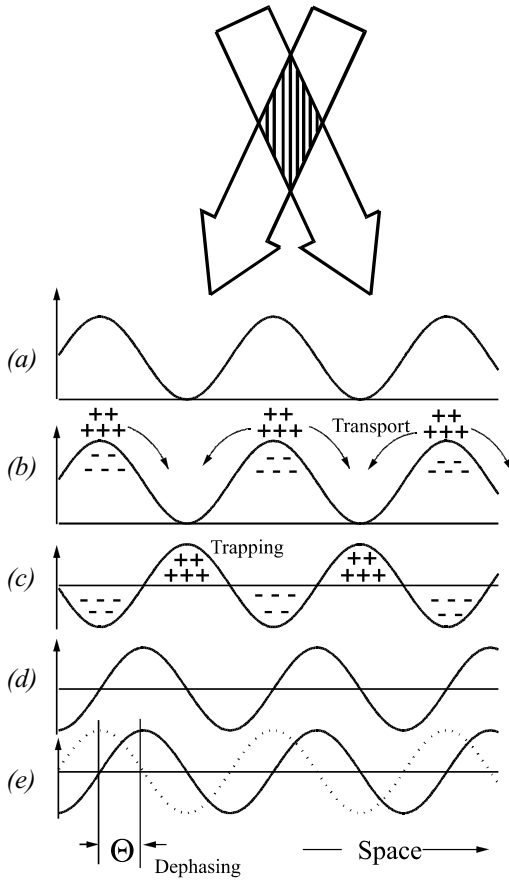 (a)
++
+++
++
+++
Transport
++
+++
(b)
- -
- - -
- -
- - -
- -
- - -
Trapping
(c)
++
+++
++
+++
- - -
- - -
- - -
- - -
- - -
- - -
(d)
(e)
Θ
Dephasing
Space